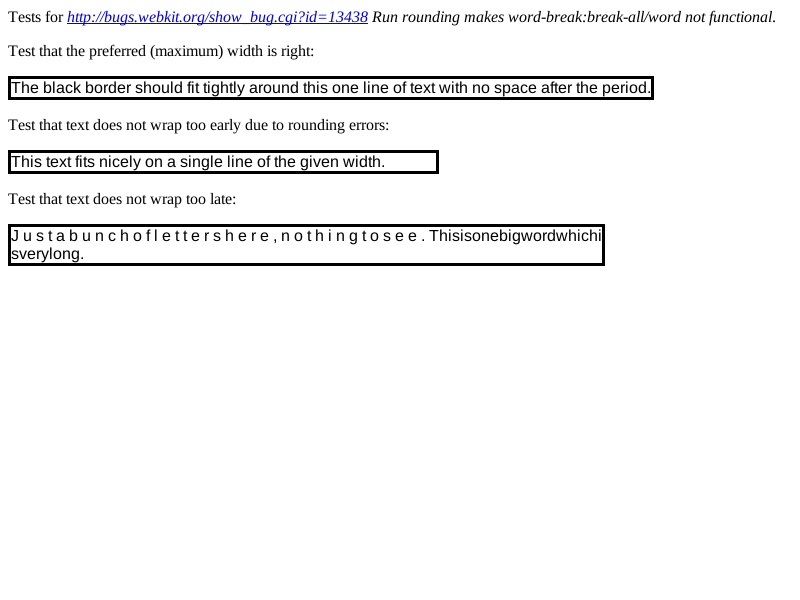 Tests for http://bugs.webkit.org/show_bug.cgi?id=13438 Run rounding makes word-break:break-all/word not functional.
Test that the preferred (maximum) width is right:
The black border should fit tightly around this one line of text with no space after the period.
Test that text does not wrap too early due to rounding errors:
This text fits nicely on a single line of the given width.
Test that text does not wrap too late:
J u s t a b u n c h o f l e t t e r s h e r e , n o t h i n g t o s e e . Thisisonebigwordwhichi
sverylong.